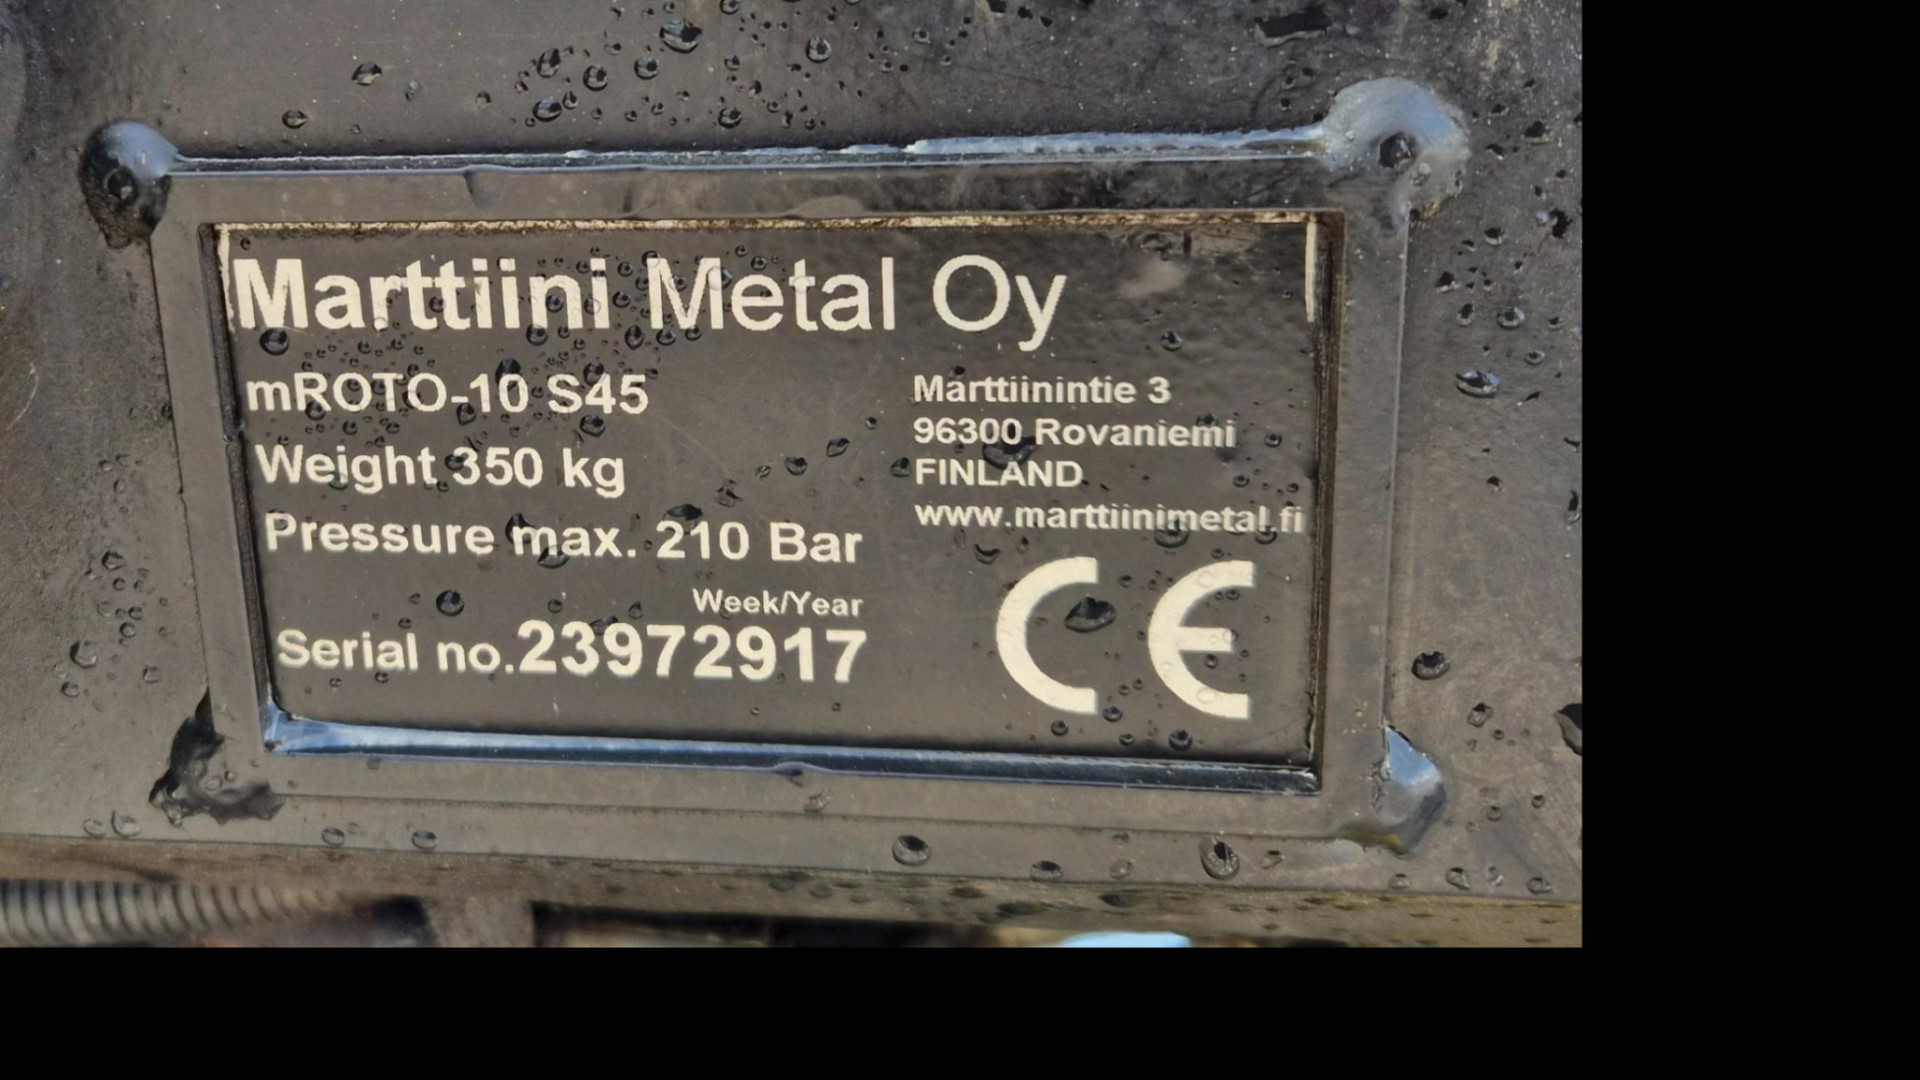 Marttiini Metal Oy
mROTO-10 S45
Weight 350 kg
Pressure max. 210 Bar
Week/Year
Serial no.23972917
Marttiinintie 3
96300 Rovaniemi
FINLAND
www.marttiinimetal.fi
CE